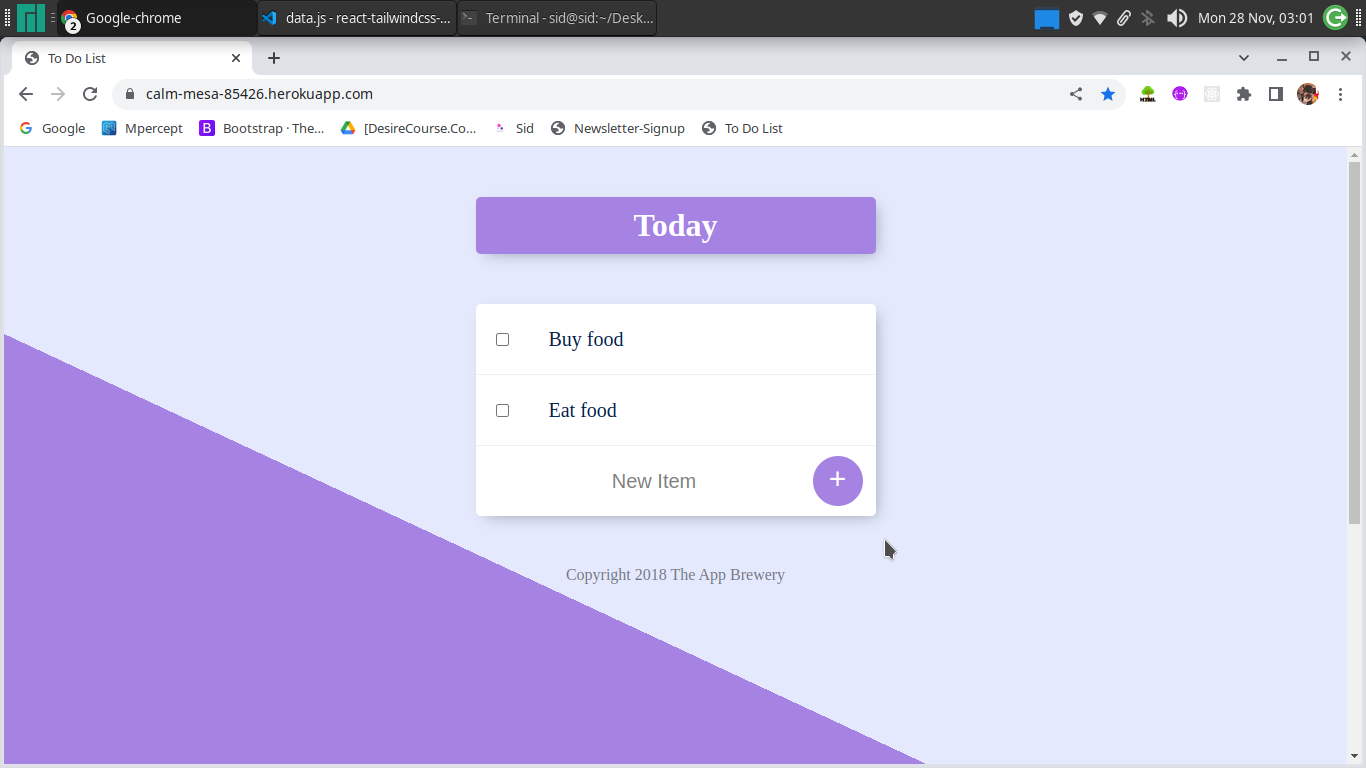 2
Google-chrome
data.js - react-tailwindcss-...
Terminal - sid@sid:~/Desk...
Mon 28 Nov, 03:01
To Do List
calm-mesa-85426.herokuapp.com
HTML
Google
Mpercept
B
Bootstrap · The...
[DesireCourse.Co...
Sid
Newsletter-Signup
To Do List
Today
Buy food
Eat food
New Item
+
Copyright 2018 The App Brewery